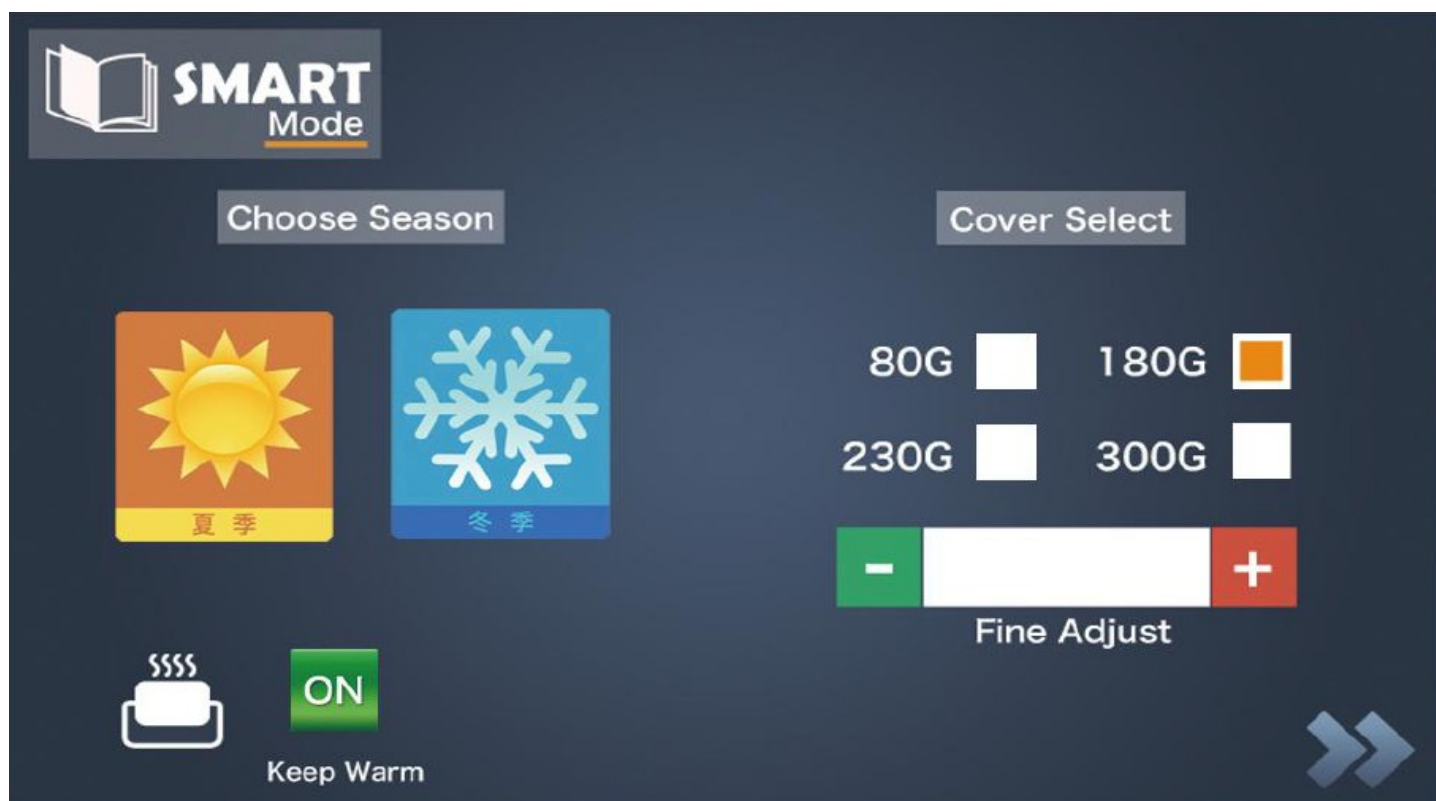 SMART
Mode
Choose Season
Cover Select
夏季
冬季
80G
180G
230G
300G
- +
Fine Adjust
ON
Keep Warm